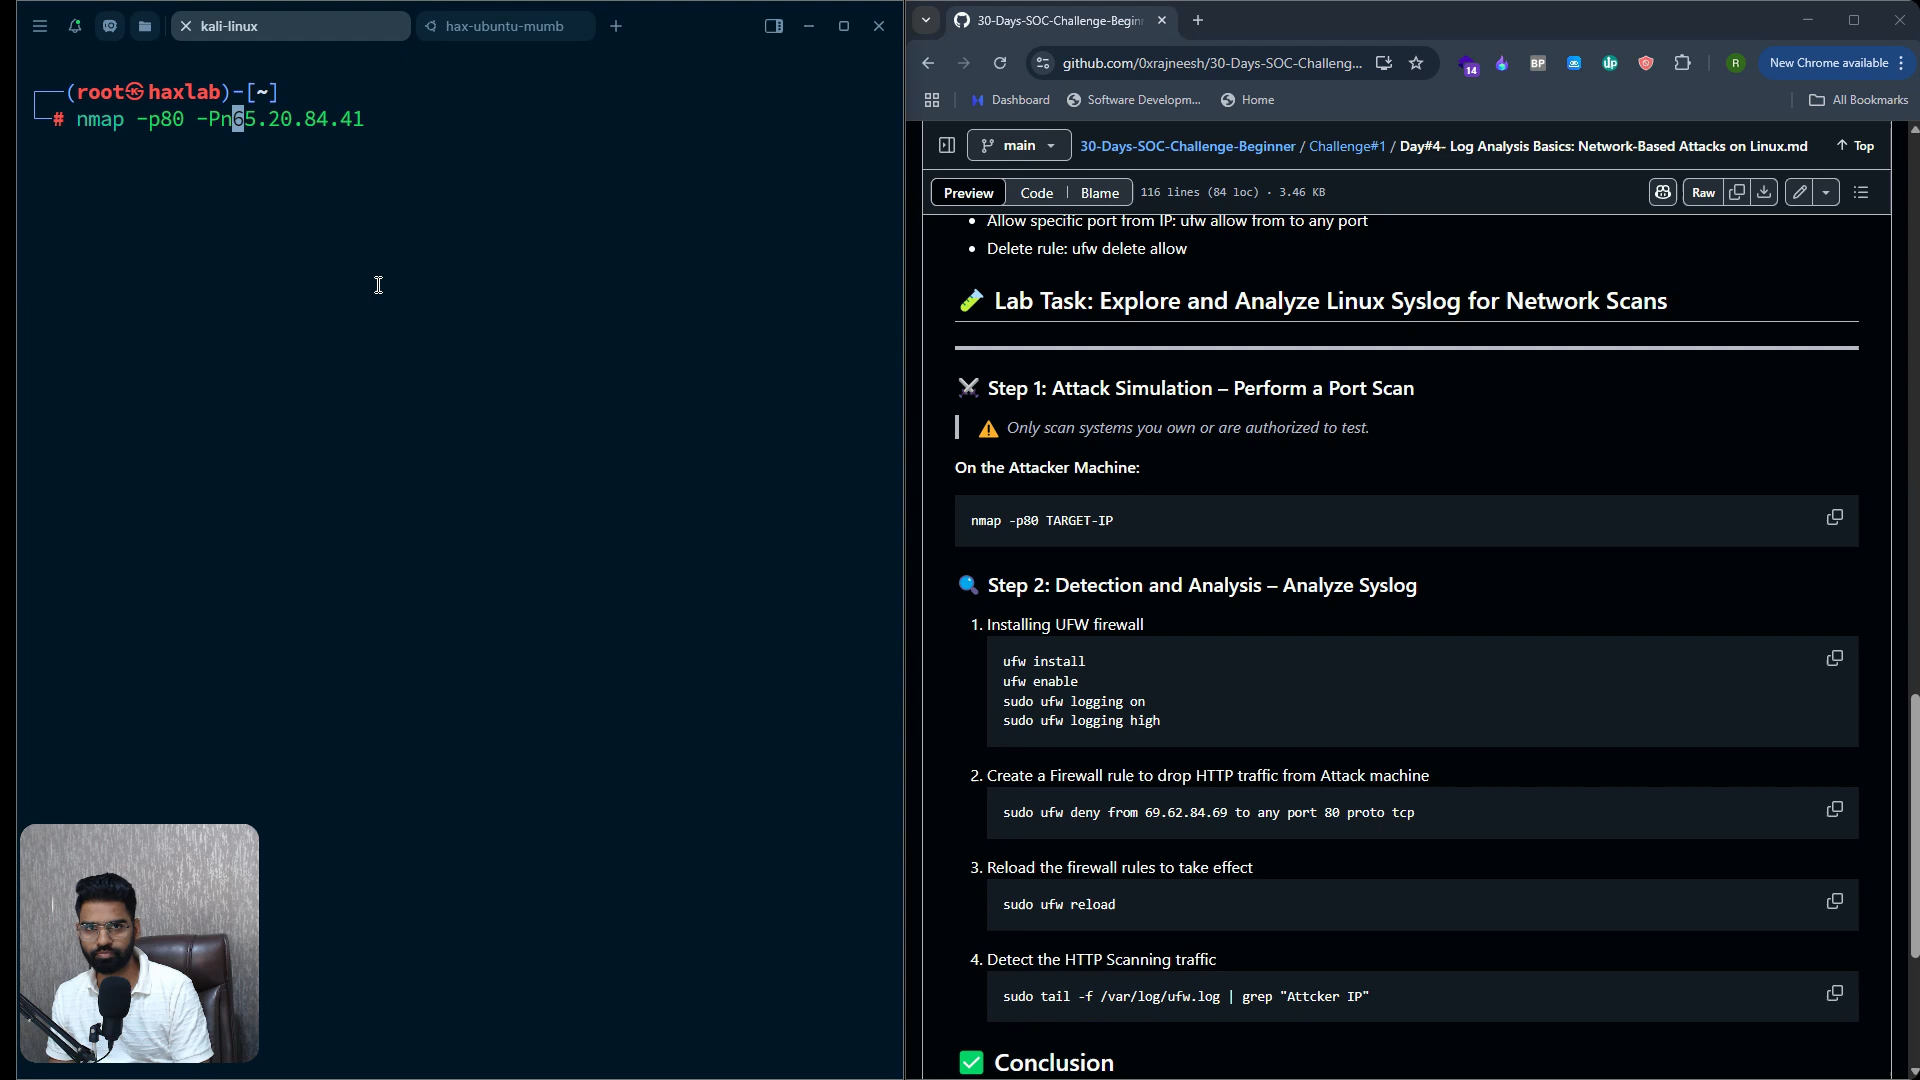 kali-linux
hax-ubuntu-mumb
(root㉿haxlab)-[~]
# nmap -p80 -Pn65.20.84.41
30-Days-SOC-Challenge-Begin
github.com/0xrajneesh/30-Days-SOC-Challeng...
14
BP
up
R
New Chrome available
Dashboard
Software Developm...
Home
All Bookmarks
main
30-Days-SOC-Challenge-Beginner / Challenge#1 / Day#4- Log Analysis Basics: Network-Based Attacks on Linux.md
Top
Preview
Code
Blame
116 lines (84 loc) · 3.46 KB
Raw
• Allow specific port from IP: ufw allow from to any port
• Delete rule: ufw delete allow
Lab Task: Explore and Analyze Linux Syslog for Network Scans
Step 1: Attack Simulation – Perform a Port Scan
Only scan systems you own or are authorized to test.
On the Attacker Machine:
nmap -p80 TARGET-IP
Step 2: Detection and Analysis – Analyze Syslog
1. Installing UFW firewall
ufw install
ufw enable
sudo ufw logging on
sudo ufw logging high
2. Create a Firewall rule to drop HTTP traffic from Attack machine
sudo ufw deny from 69.62.84.69 to any port 80 proto tcp
3. Reload the firewall rules to take effect
sudo ufw reload
4. Detect the HTTP Scanning traffic
sudo tail -f /var/log/ufw.log | grep "Attcker IP"
Conclusion